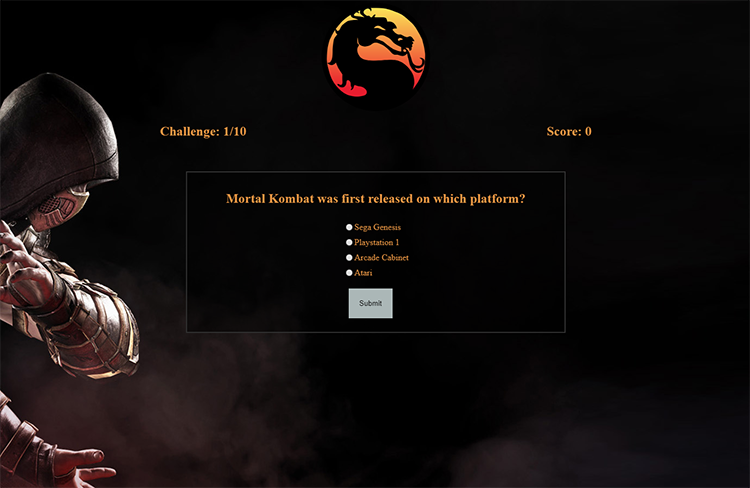 Challenge: 1/10
Score: 0
Mortal Kombat was first released on which platform?
Sega Genesis
Playstation 1
Arcade Cabinet
Atari
Submit